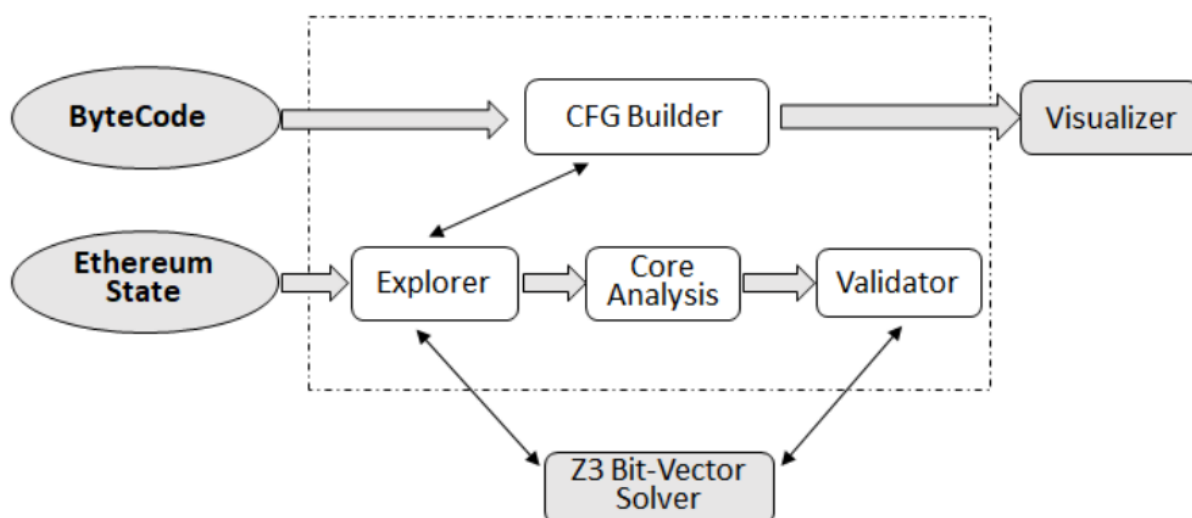 ByteCode
CFG Builder
Visualizer
Ethereum
State
Explorer
Core
Analysis
Validator
Z3 Bit-Vector
Solver